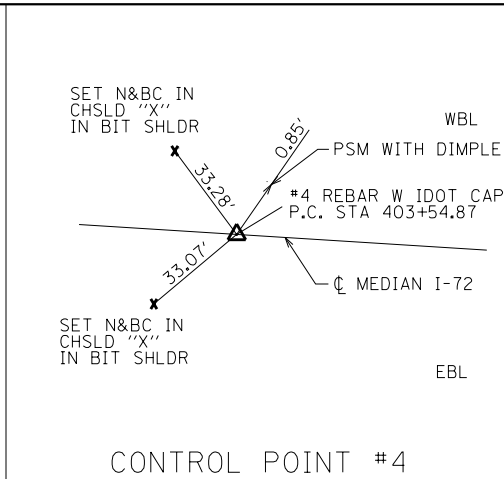 SET N&BC IN
CHSLD "X"
IN BIT SHLDR
WBL
0.85'
PSM WITH DIMPLE
33.28'
#4 REBAR W IDOT CAP
P.C. STA 403+54.87
33.07'
℄ MEDIAN I-72
SET N&BC IN
CHSLD "X"
IN BIT SHLDR
EBL
CONTROL POINT #4